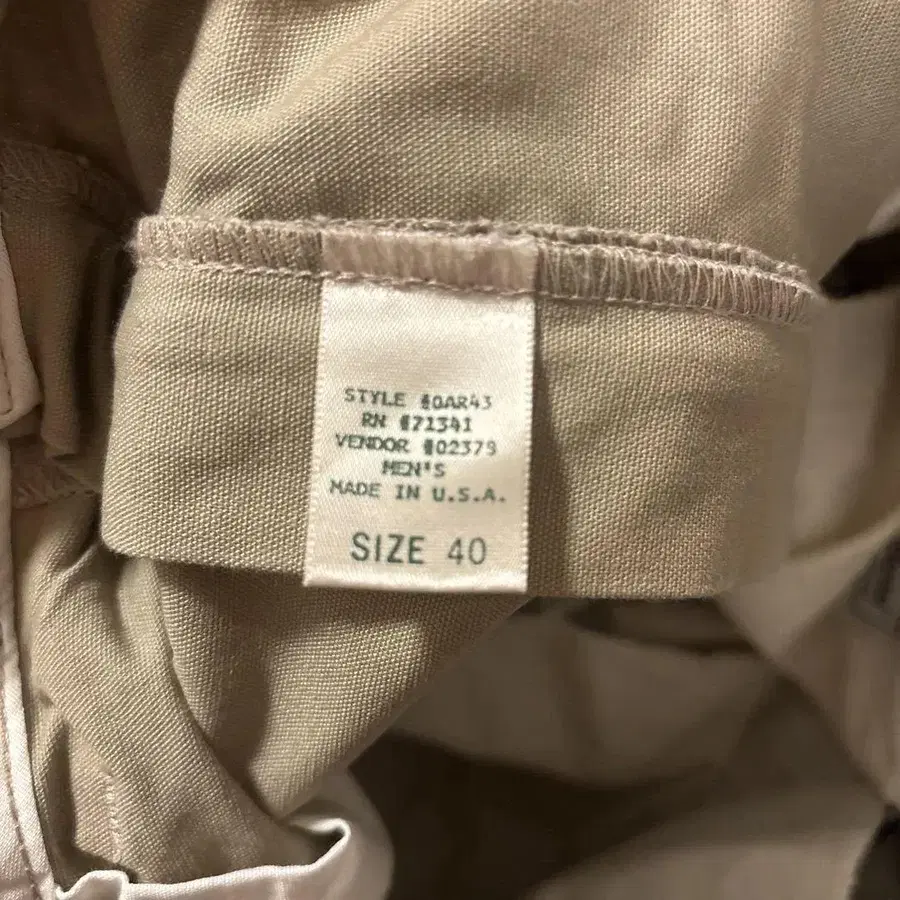 STYLE #0AR43
RN #71341
VENDOR #02379
MEN'S
MADE IN U.S.A.
SIZE 40